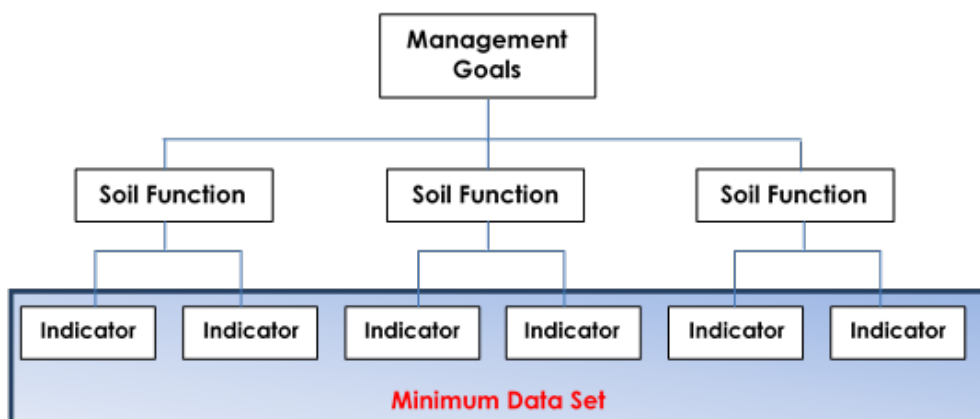 Management
Goals
Soil Function
Soil Function
Soil Function
Indicator
Indicator
Indicator
Indicator
Indicator
Indicator
Minimum Data Set